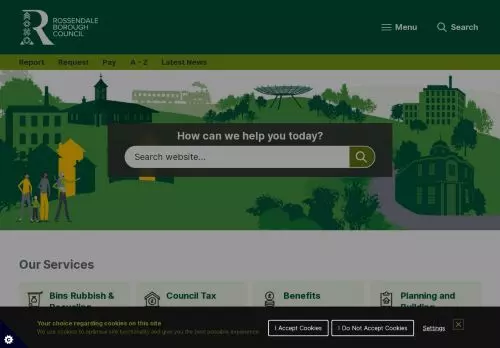 ROSSENDALE
BOROUGH
COUNCIL
Menu
Search
Report Request Pay A - Z Latest News
How can we help you today?
Search website...
Our Services
Bins Rubbish &
Recycling
Council Tax
Benefits
Planning and
Building
Your choice regarding cookies on this site
We use cookies to optimise site functionality and give you the best possible experience.
I Accept Cookies
I Do Not Accept Cookies
Settings